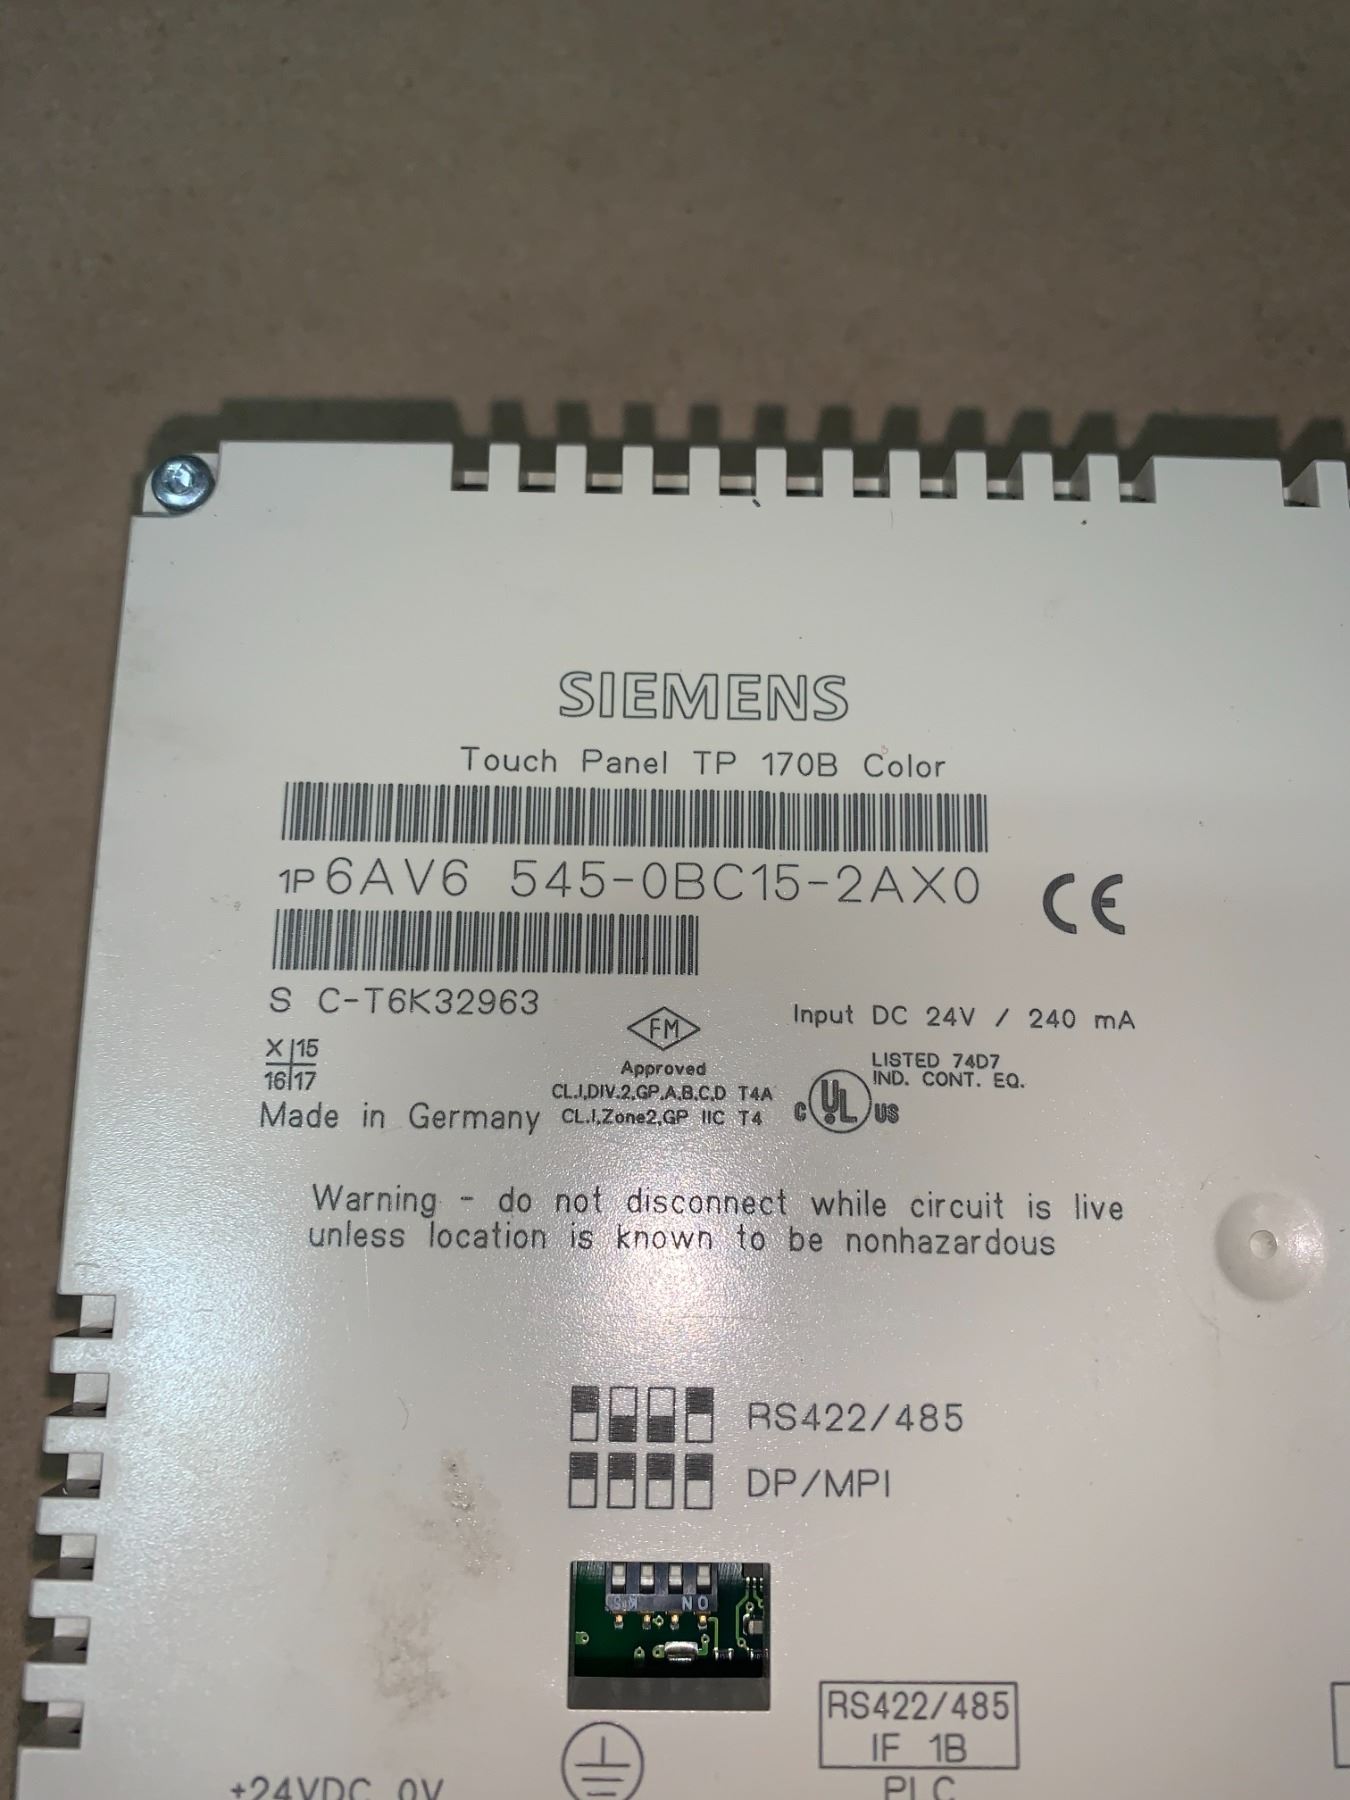 SIEMENS
Touch Panel TP 170B Color
1P 6AV6 545-0BC15-2AX0
CE
S C-T6K32963
Input DC 24V / 240 mA
FM
Approved
CL.I,DIV.2,GP.A,B,C,D T4A
CL.I,Zone2,GP IIC T4
X 15
16 17
Made in Germany
C UL US
LISTED 74D7
IND. CONT. EQ.
Warning - do not disconnect while circuit is live
unless location is known to be nonhazardous
RS422/485
DP/MPI
ON
RS422/485
IF 1B
PLC
+24VDC 0V